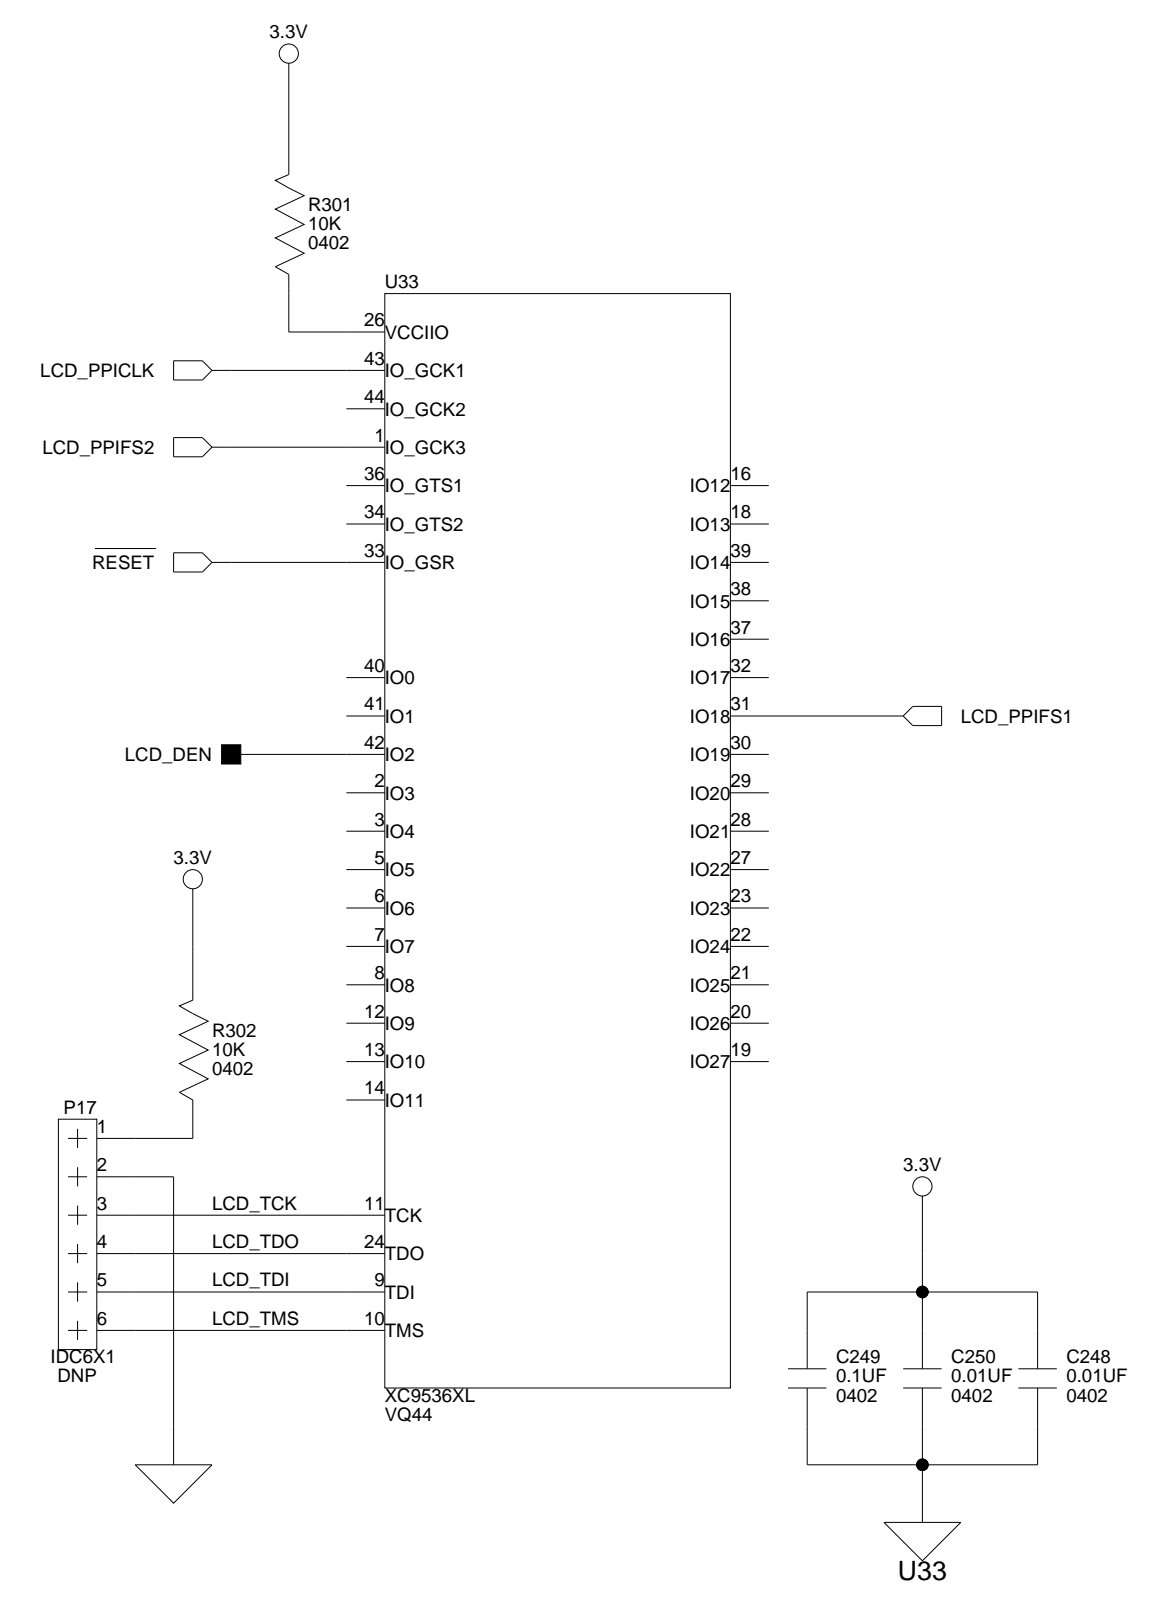 3.3V
R301
10K
0402
U33
26
VCCIIO
LCD_PPICLK
43
IO_GCK1
44
IO_GCK2
LCD_PPIFS2
1
IO_GCK3
36
IO_GTS1
IO12
16
34
IO_GTS2
IO13
18
RESET
33
IO_GSR
IO14
39
IO15
38
IO16
37
40
IO0
IO17
32
41
IO1
IO18
31
LCD_PPIFS1
LCD_DEN
42
IO2
IO19
30
2
IO3
IO20
29
3
IO4
IO21
28
3.3V
5
IO5
IO22
27
6
IO6
IO23
23
7
IO7
IO24
22
8
IO8
IO25
21
12
IO9
IO26
20
R302
10K
0402
13
IO10
IO27
19
14
IO11
P17
1
2
3
LCD_TCK
11
TCK
4
LCD_TDO
24
TDO
5
LCD_TDI
9
TDI
6
LCD_TMS
10
TMS
IDC6X1
DNP
XC9536XL
VQ44
3.3V
C249
0.1UF
0402
C250
0.01UF
0402
C248
0.01UF
0402
U33